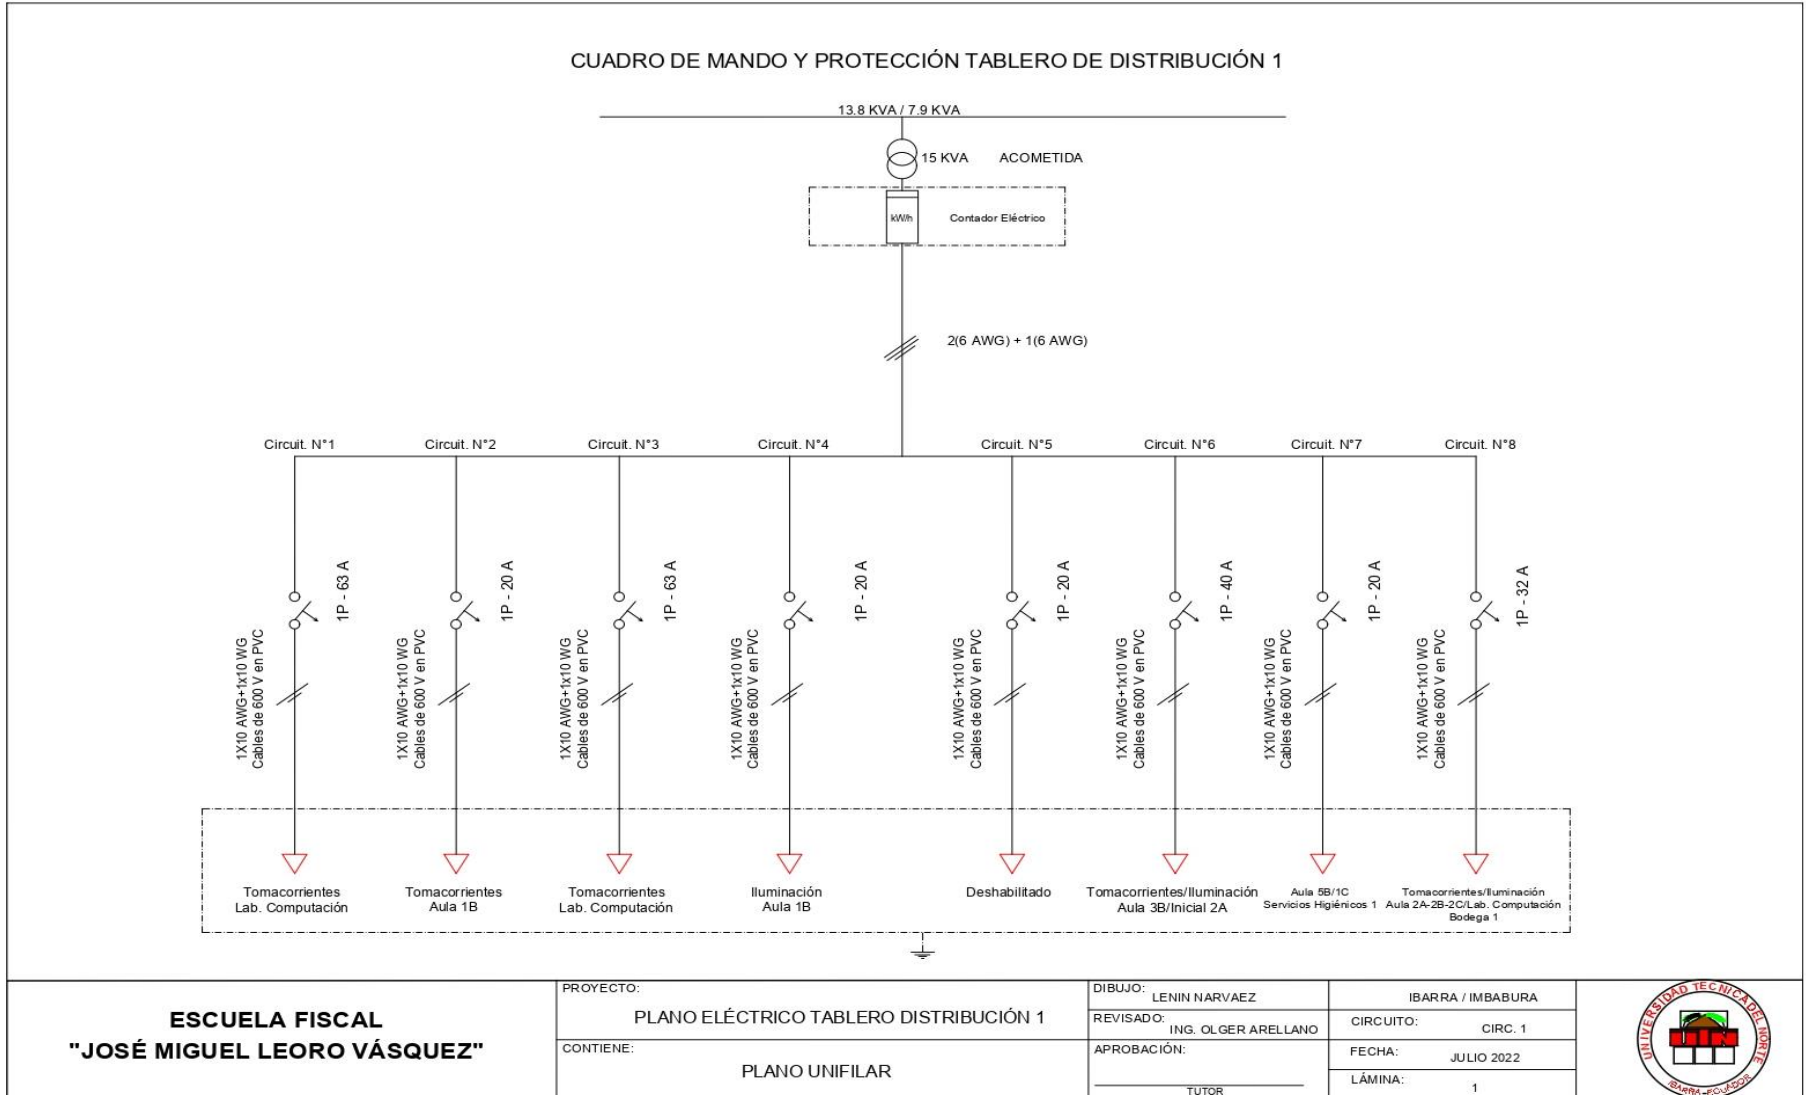 CUADRO DE MANDO Y PROTECCIÓN TABLERO DE DISTRIBUCIÓN 1
13.8 KVA / 7.9 KVA
15 KVA ACOMETIDA
kW/h Contador Eléctrico
2(6 AWG) + 1(6 AWG)
Circuit. N°1
Circuit. N°2
Circuit. N°3
Circuit. N°4
Circuit. N°5
Circuit. N°6
Circuit. N°7
Circuit. N°8
1P - 63 A
1P - 20 A
1P - 63 A
1P - 20 A
1P - 20 A
1P - 40 A
1P - 20 A
1P - 32 A
1X10 AWG+1x10 WG
Cables de 600 V en PVC
1X10 AWG+1x10 WG
Cables de 600 V en PVC
1X10 AWG+1x10 WG
Cables de 600 V en PVC
1X10 AWG+1x10 WG
Cables de 600 V en PVC
1X10 AWG+1x10 WG
Cables de 600 V en PVC
1X10 AWG+1x10 WG
Cables de 600 V en PVC
1X10 AWG+1x10 WG
Cables de 600 V en PVC
1X10 AWG+1x10 WG
Cables de 600 V en PVC
Tomacorrientes
Lab. Computación
Tomacorrientes
Aula 1B
Tomacorrientes
Lab. Computación
Iluminación
Aula 1B
Deshabilitado
Tomacorrientes/Iluminación
Aula 3B/Inicial 2A
Aula 5B/1C
Servicios Higiénicos 1
Tomacorrientes/Iluminación
Aula 2A-2B-2C/Lab. Computación
Bodega 1
ESCUELA FISCAL
"JOSÉ MIGUEL LEORO VÁSQUEZ"
PROYECTO:
PLANO ELÉCTRICO TABLERO DISTRIBUCIÓN 1
CONTIENE:
PLANO UNIFILAR
DIBUJO: LENIN NARVAEZ
REVISADO: ING. OLGER ARELLANO
APROBACIÓN:
TUTOR
IBARRA / IMBABURA
CIRCUITO: CIRC. 1
FECHA: JULIO 2022
LÁMINA: 1
UNIVERSIDAD TECNICA DEL NORTE
IBARRA-ECUADOR